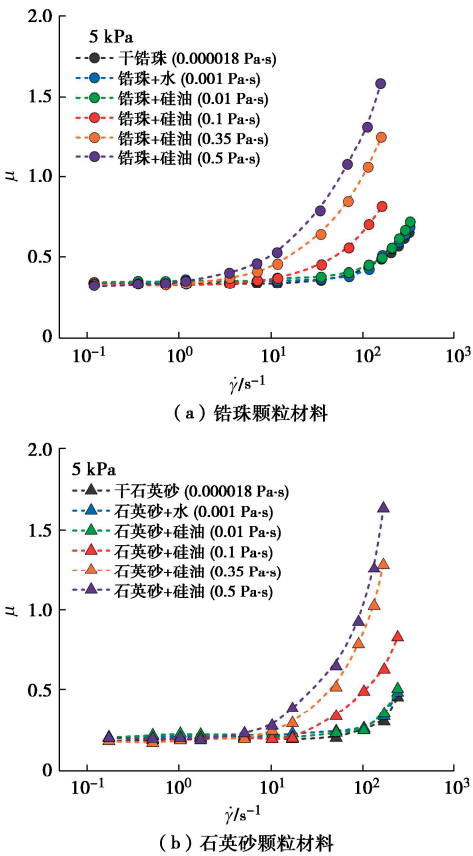 μ
2.0
1.5
1.0
0.5
0
5 kPa
干锆珠 (0.000018 Pa·s)
锆珠+水 (0.001 Pa·s)
锆珠+硅油 (0.01 Pa·s)
锆珠+硅油 (0.1 Pa·s)
锆珠+硅油 (0.35 Pa·s)
锆珠+硅油 (0.5 Pa·s)
10⁻¹ 10⁰ 10¹ 10² 10³
γ̇/s⁻¹
（a）锆珠颗粒材料
μ
2.0
1.5
1.0
0.5
0
5 kPa
干石英砂 (0.000018 Pa·s)
石英砂+水 (0.001 Pa·s)
石英砂+硅油 (0.01 Pa·s)
石英砂+硅油 (0.1 Pa·s)
石英砂+硅油 (0.35 Pa·s)
石英砂+硅油 (0.5 Pa·s)
10⁻¹ 10⁰ 10¹ 10² 10³
γ̇/s⁻¹
（b）石英砂颗粒材料